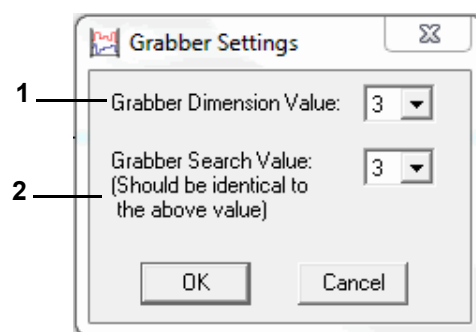 Grabber Settings
1
Grabber Dimension Value: 3
Grabber Search Value: 3
2
(Should be identical to
the above value)
OK Cancel